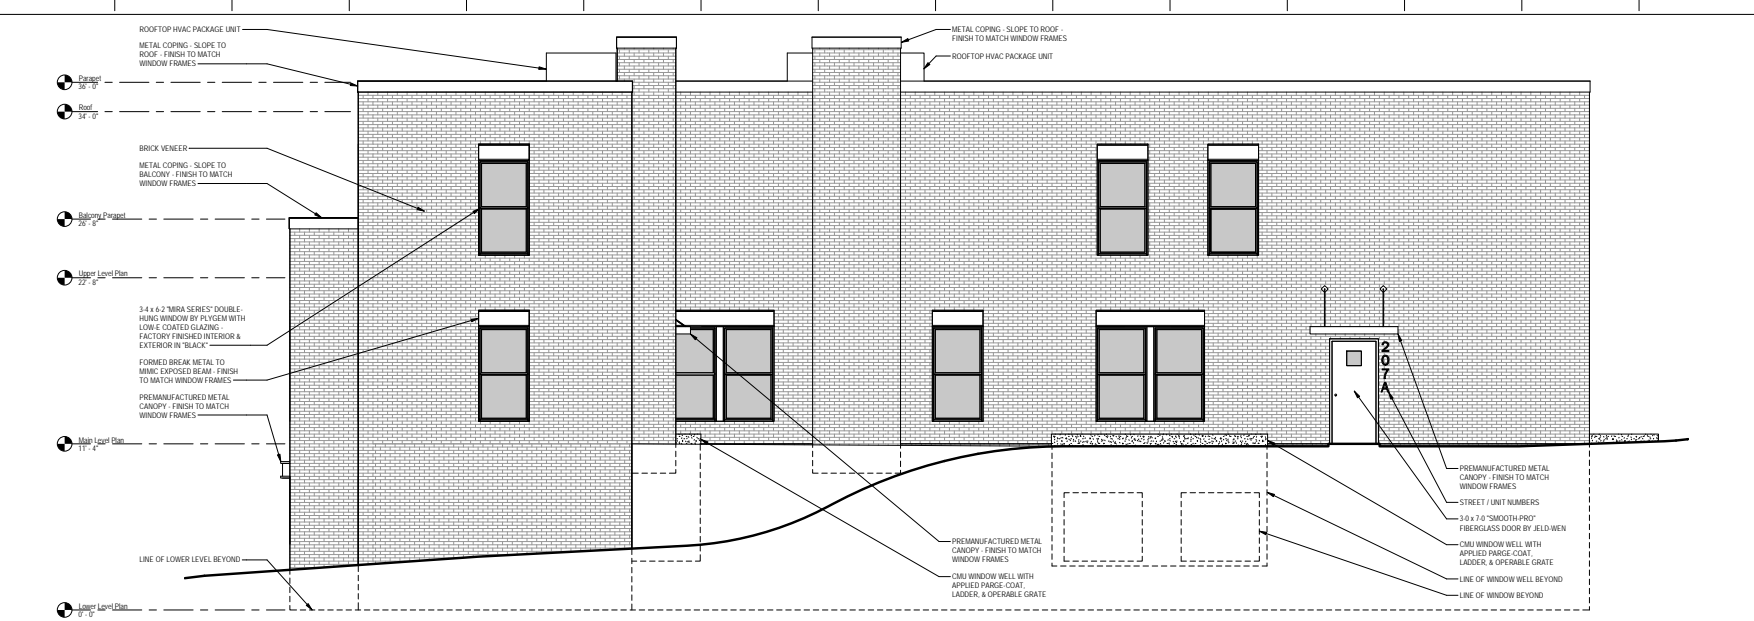 ROOFTOP HVAC PACKAGE UNIT
METAL COPING - SLOPE TO
ROOF - FINISH TO MATCH
WINDOW FRAMES
Parapet
36' - 0"
Roof
34' - 0"
BRICK VENEER
METAL COPING - SLOPE TO
BALCONY - FINISH TO MATCH
WINDOW FRAMES
Balcony Parapet
26' - 8"
Upper Level Plan
22' - 8"
3-4 x 6-2 "MIRA SERIES" DOUBLE-
HUNG WINDOW BY PLYGEM WITH
LOW-E COATED GLAZING -
FACTORY FINISHED INTERIOR &
EXTERIOR IN "BLACK"
FORMED BREAK METAL TO
MIMIC EXPOSED BEAM - FINISH
TO MATCH WINDOW FRAMES
PREMANUFACTURED METAL
CANOPY - FINISH TO MATCH
WINDOW FRAMES
Main Level Plan
11' - 4"
LINE OF LOWER LEVEL BEYOND
Lower Level Plan
0' - 0"
METAL COPING - SLOPE TO ROOF -
FINISH TO MATCH WINDOW FRAMES
ROOFTOP HVAC PACKAGE UNIT
2
0
7
A
PREMANUFACTURED METAL
CANOPY - FINISH TO MATCH
WINDOW FRAMES
CMU WINDOW WELL WITH
APPLIED PARGE-COAT,
LADDER, & OPERABLE GRATE
PREMANUFACTURED METAL
CANOPY - FINISH TO MATCH
WINDOW FRAMES
STREET / UNIT NUMBERS
3-0 x 7-0 "SMOOTH-PRO"
FIBERGLASS DOOR BY JELD-WEN
CMU WINDOW WELL WITH
APPLIED PARGE-COAT,
LADDER, & OPERABLE GRATE
LINE OF WINDOW WELL BEYOND
LINE OF WINDOW BEYOND